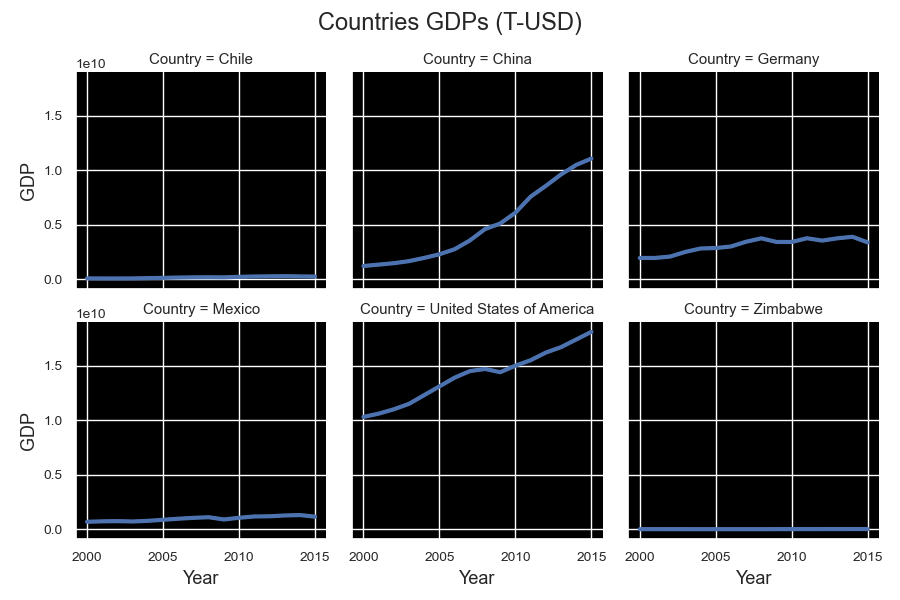 Countries GDPs (T-USD)
1e10
Country = Chile
Country = China
Country = Germany
GDP
1.5
1.0
0.5
0.0
1e10
Country = Mexico
Country = United States of America
Country = Zimbabwe
GDP
1.5
1.0
0.5
0.0
2000 2005 2010 2015
2000 2005 2010 2015
2000 2005 2010 2015
Year
Year
Year